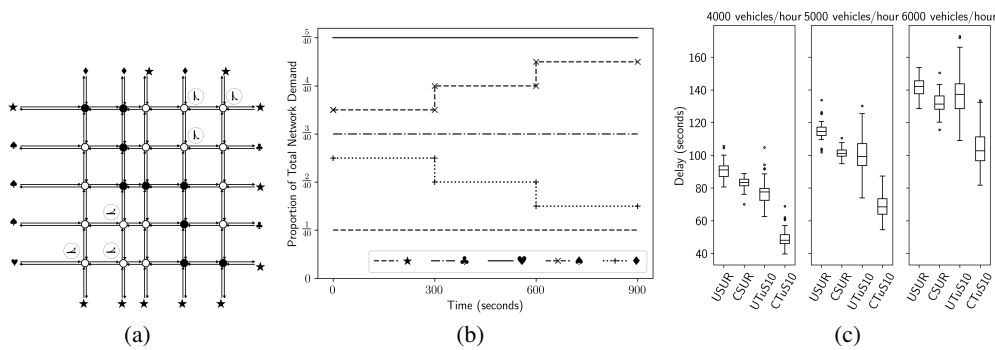 4000 vehicles/hour 5000 vehicles/hour 6000 vehicles/hour
Proportion of Total Network Demand
5/40
4/40
3/40
2/40
1/40
0
0 300 600 900
Time (seconds)
★ ♣ ♥ ♠ ♦
Delay (seconds)
160
140
120
100
80
60
40
USUR CSUR UTuS10 CTuS10 USUR CSUR UTuS10 CTuS10 USUR CSUR UTuS10 CTuS10
(a) (b) (c)